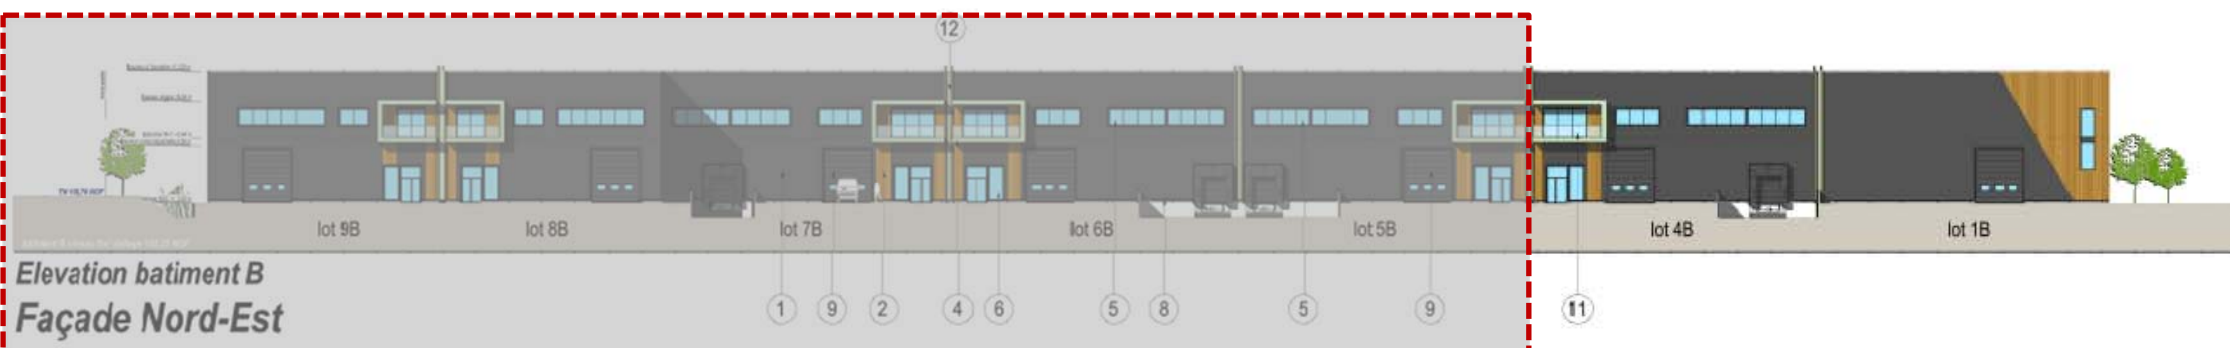 12
lot 9B lot 8B lot 7B lot 6B lot 5B lot 4B lot 1B
Elevation batiment B
Façade Nord-Est
1 9 2 4 6 5 8 5 9 11